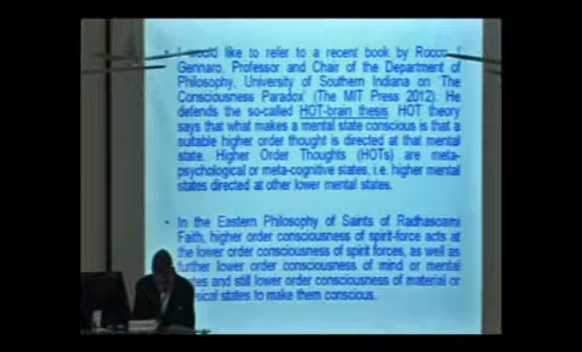 • I would like to refer to a recent book by Rocco J
Gennaro, Professor and Chair of the Department of
Philosophy, University of Southern Indiana on 'The
Consciousness Paradox' (The MIT Press 2012). He
defends the so-called HOT-brain thesis. HOT theory
says that what makes a mental state conscious is that a
suitable higher order thought is directed at that mental
state. Higher Order Thoughts (HOTs) are meta-
psychological or meta-cognitive states, i.e. higher mental
states directed at other lower mental states.
• In the Eastern Philosophy of Saints of Radhasoami
Faith, higher order consciousness of spirit-force acts at
the lower order consciousness of spirit forces, as well as
further lower order consciousness of mind or mental
and still lower order consciousness of material or
states to make them conscious.